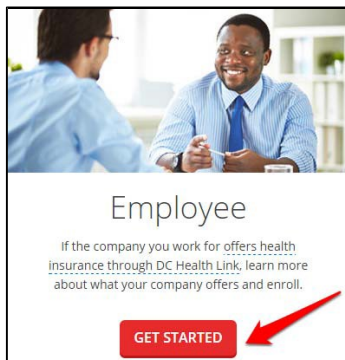 Employee
If the company you work for offers health
insurance through DC Health Link, learn more
about what your company offers and enroll.
GET STARTED